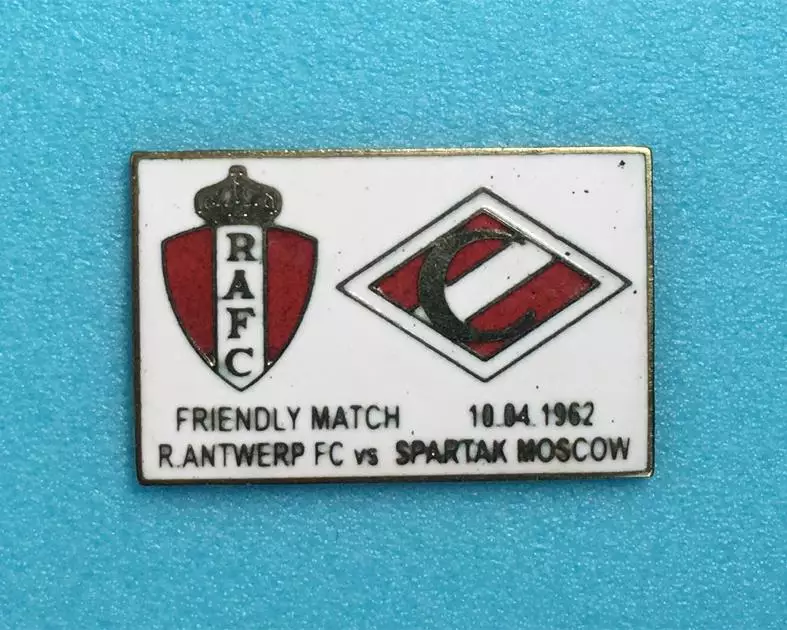 RAFC
С
FRIENDLY MATCH 10.04.1962
R.ANTWERP FC vs SPARTAK MOSCOW